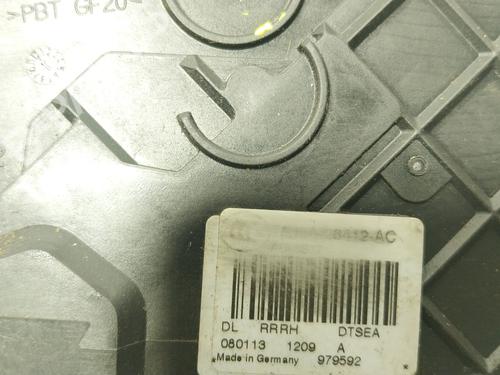 >PBT GF20<
8412-AC
DL RRRH DTSEA
080113 1209 A
*Made in Germany 979592 *